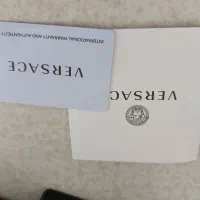 INTERNATIONAL WARRANTY AND AUTHENTICITY
VERSACE
VERSACE